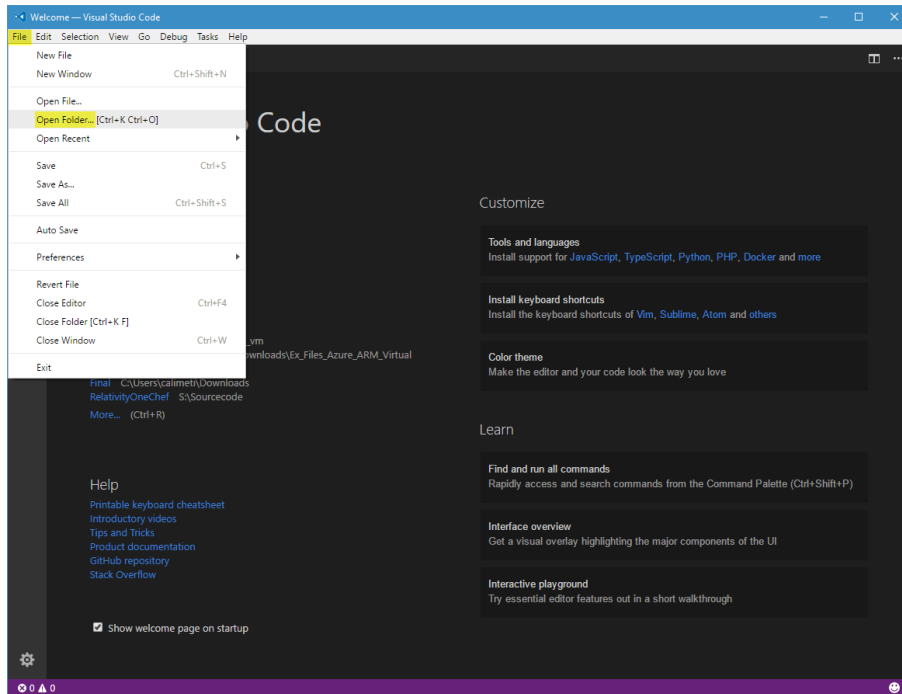 Welcome — Visual Studio Code
File Edit Selection View Go Debug Tasks Help
New File
New Window Ctrl+Shift+N
Open File...
Open Folder... [Ctrl+K Ctrl+O]
Open Recent
Save Ctrl+S
Save As...
Save All Ctrl+Shift+S
Auto Save
Preferences
Revert File
Close Editor Ctrl+F4
Close Folder [Ctrl+K F]
Close Window Ctrl+W
Exit
Code
_vm
ownloads\Ex_Files_Azure_ARM_Virtual
Final C:\Users\calimeti\Downloads
RelativityOneChef S:\Sourcecode
More... (Ctrl+R)
Help
Printable keyboard cheatsheet
Introductory videos
Tips and Tricks
Product documentation
GitHub repository
Stack Overflow
Show welcome page on startup
Customize
Tools and languages
Install support for JavaScript, TypeScript, Python, PHP, Docker and more
Install keyboard shortcuts
Install the keyboard shortcuts of Vim, Sublime, Atom and others
Color theme
Make the editor and your code look the way you love
Learn
Find and run all commands
Rapidly access and search commands from the Command Palette (Ctrl+Shift+P)
Interface overview
Get a visual overlay highlighting the major components of the UI
Interactive playground
Try essential editor features out in a short walkthrough
0 0